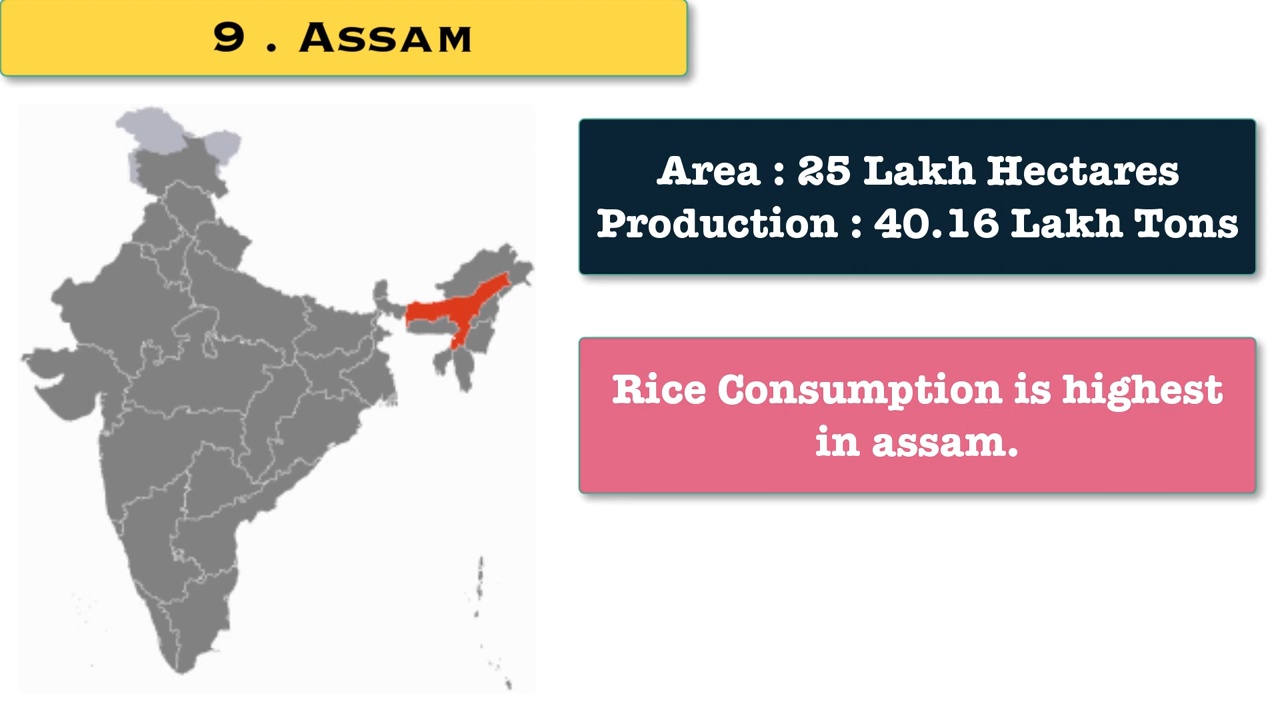 9 . Assam
Area : 25 Lakh Hectares
Production : 40.16 Lakh Tons
Rice Consumption is highest
in assam.